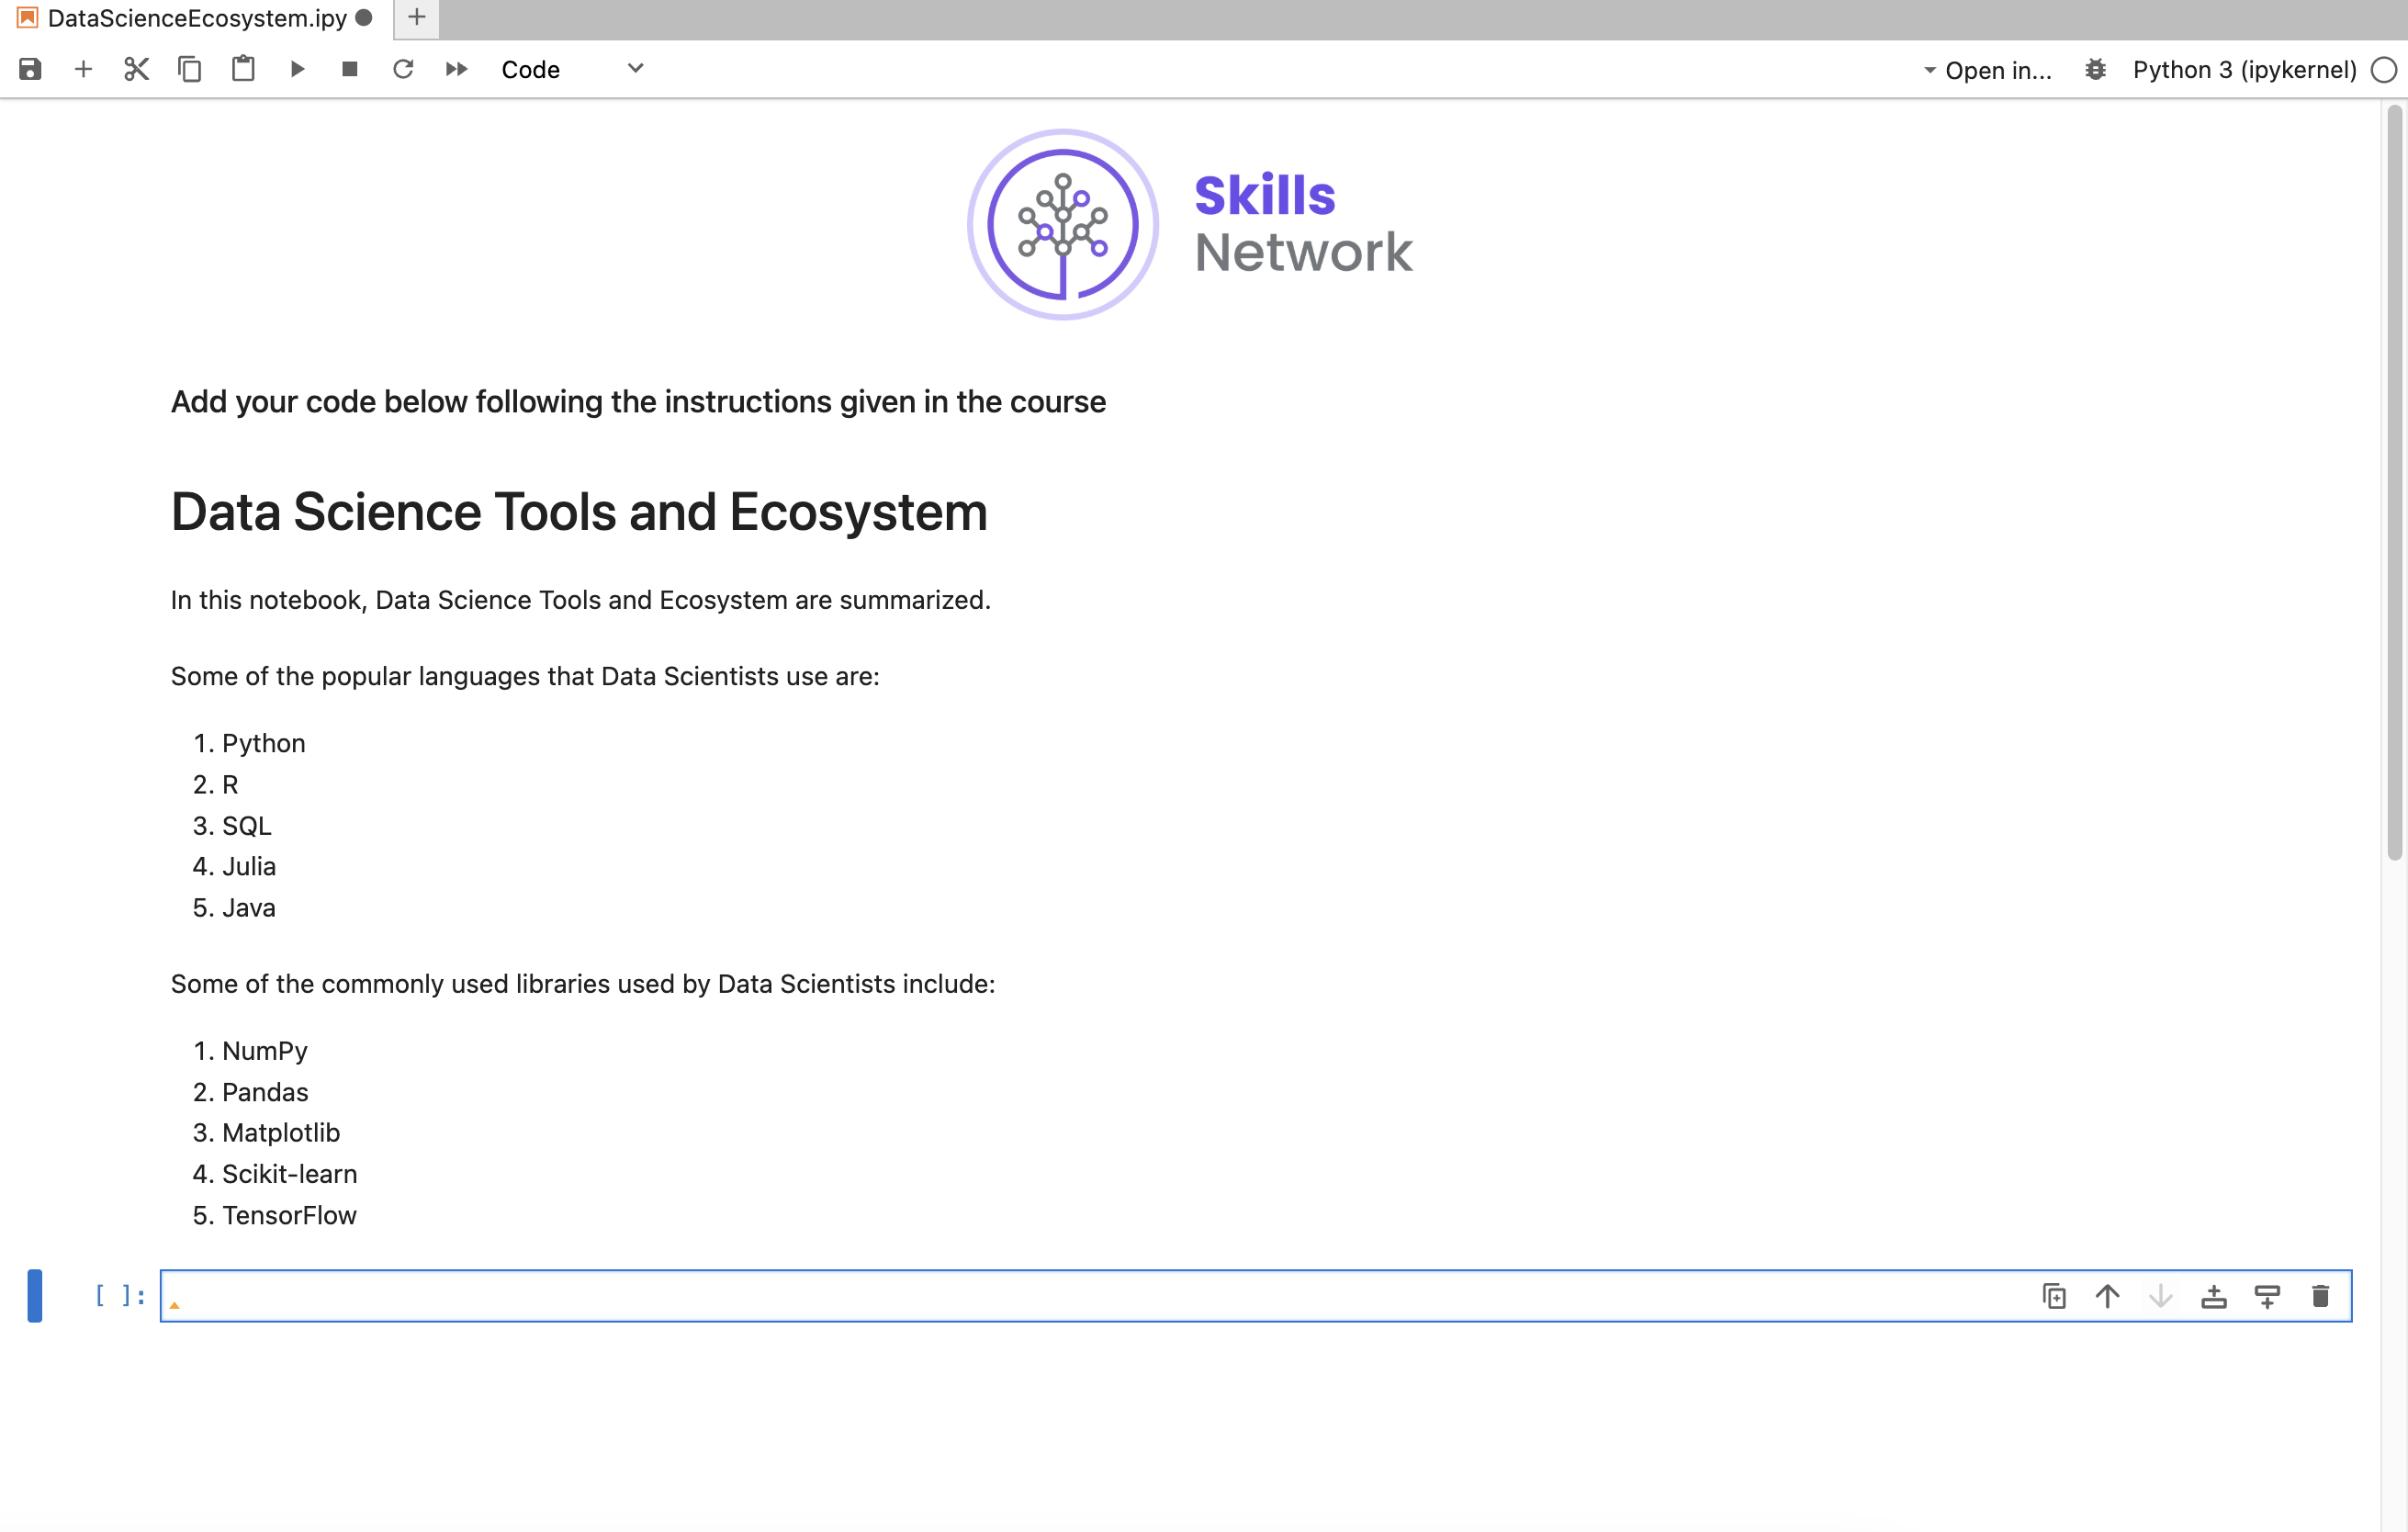 DataScienceEcosystem.ipy
Code
Open in...
Python 3 (ipykernel)
Skills
Network
Add your code below following the instructions given in the course
Data Science Tools and Ecosystem
In this notebook, Data Science Tools and Ecosystem are summarized.
Some of the popular languages that Data Scientists use are:
1. Python
2. R
3. SQL
4. Julia
5. Java
Some of the commonly used libraries used by Data Scientists include:
1. NumPy
2. Pandas
3. Matplotlib
4. Scikit-learn
5. TensorFlow
[ ]: